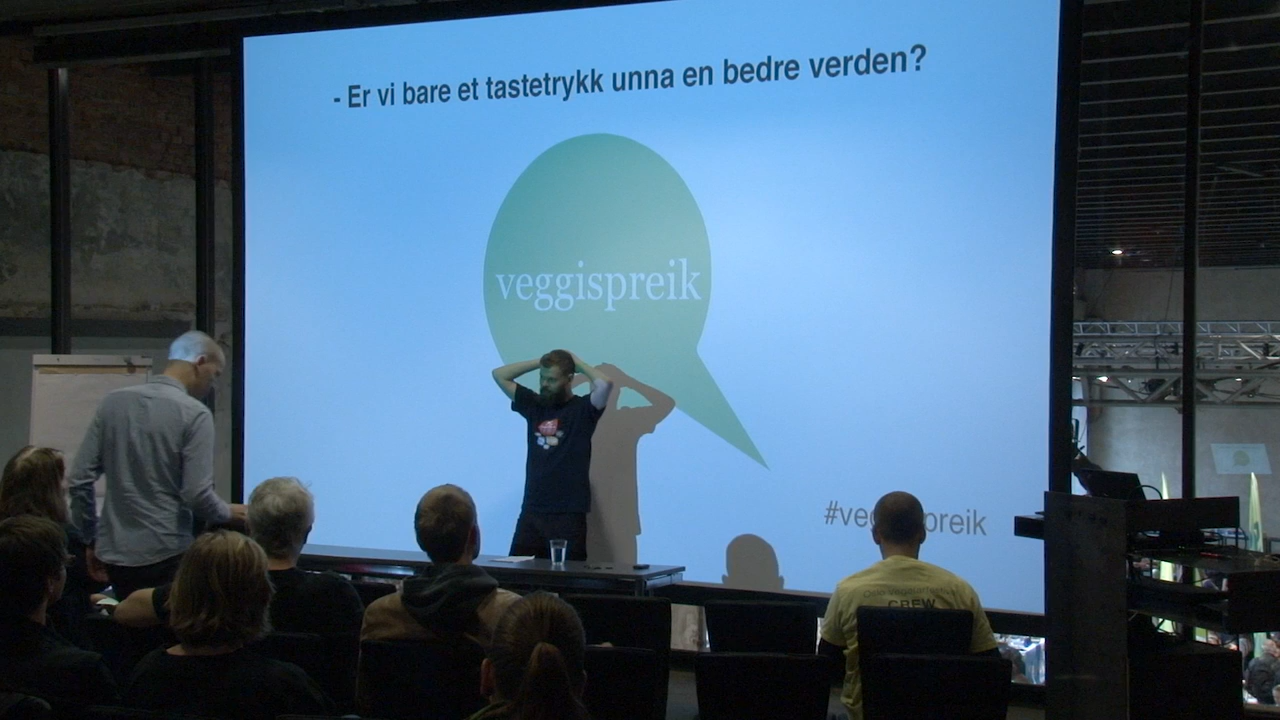 - Er vi bare et tastetrykk unna en bedre verden?
veggispreik
CREW